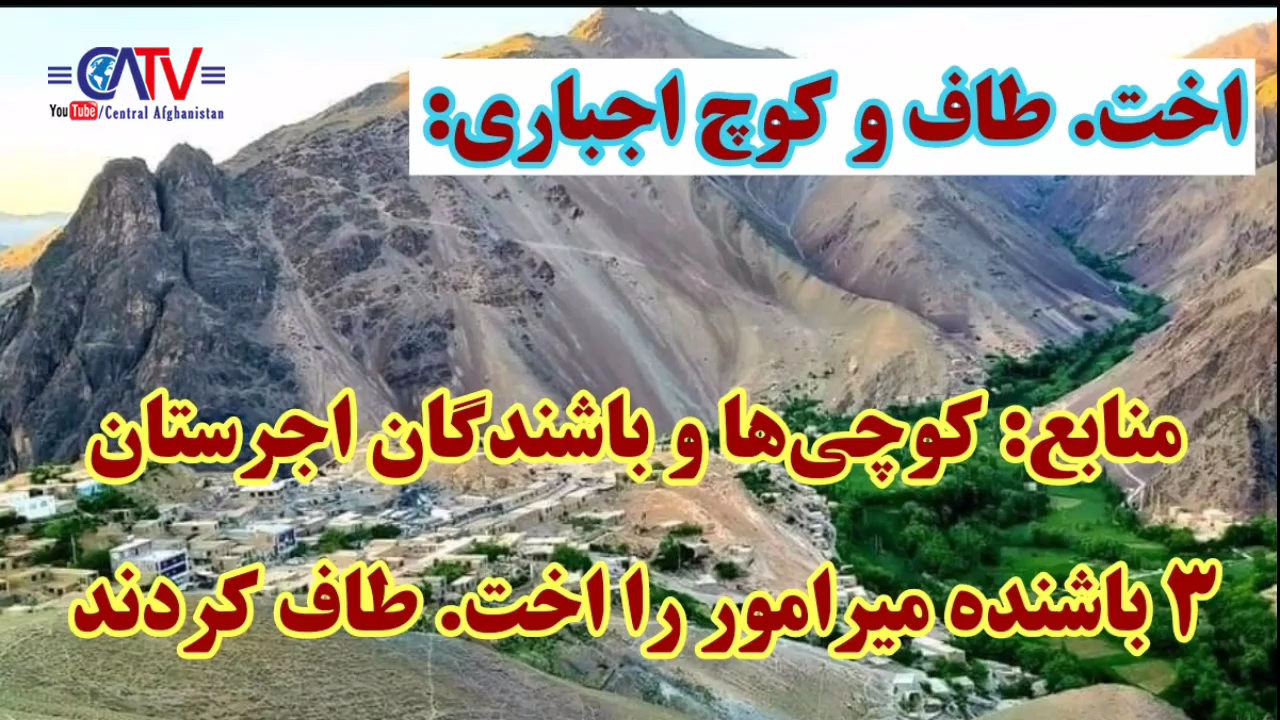 CATV
YouTube/Central Afghanistan
اخت. طاف و کوچ اجباری:
منابع: کوچی‌ها و باشندگان اجرستان
۳ باشنده میرامور را اخت. طاف کردند